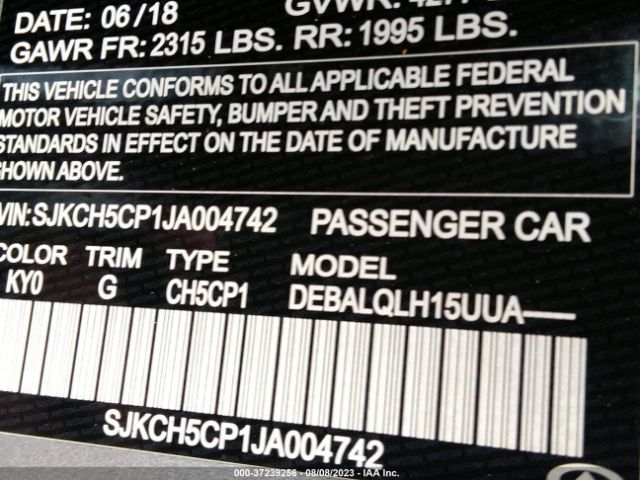 DATE: 06/18 GVWR:
GAWR FR: 2315 LBS. RR: 1995 LBS.
THIS VEHICLE CONFORMS TO ALL APPLICABLE FEDERAL
MOTOR VEHICLE SAFETY, BUMPER AND THEFT PREVENTION
STANDARDS IN EFFECT ON THE DATE OF MANUFACTURE
SHOWN ABOVE.
VIN: SJKCH5CP1JA004742 PASSENGER CAR
COLOR TRIM TYPE MODEL
KY0 G CH5CP1 DEBALQLH15UUA—
SJKCH5CP1JA004742
000-37239256 - 08/08/2023 - IAA Inc.